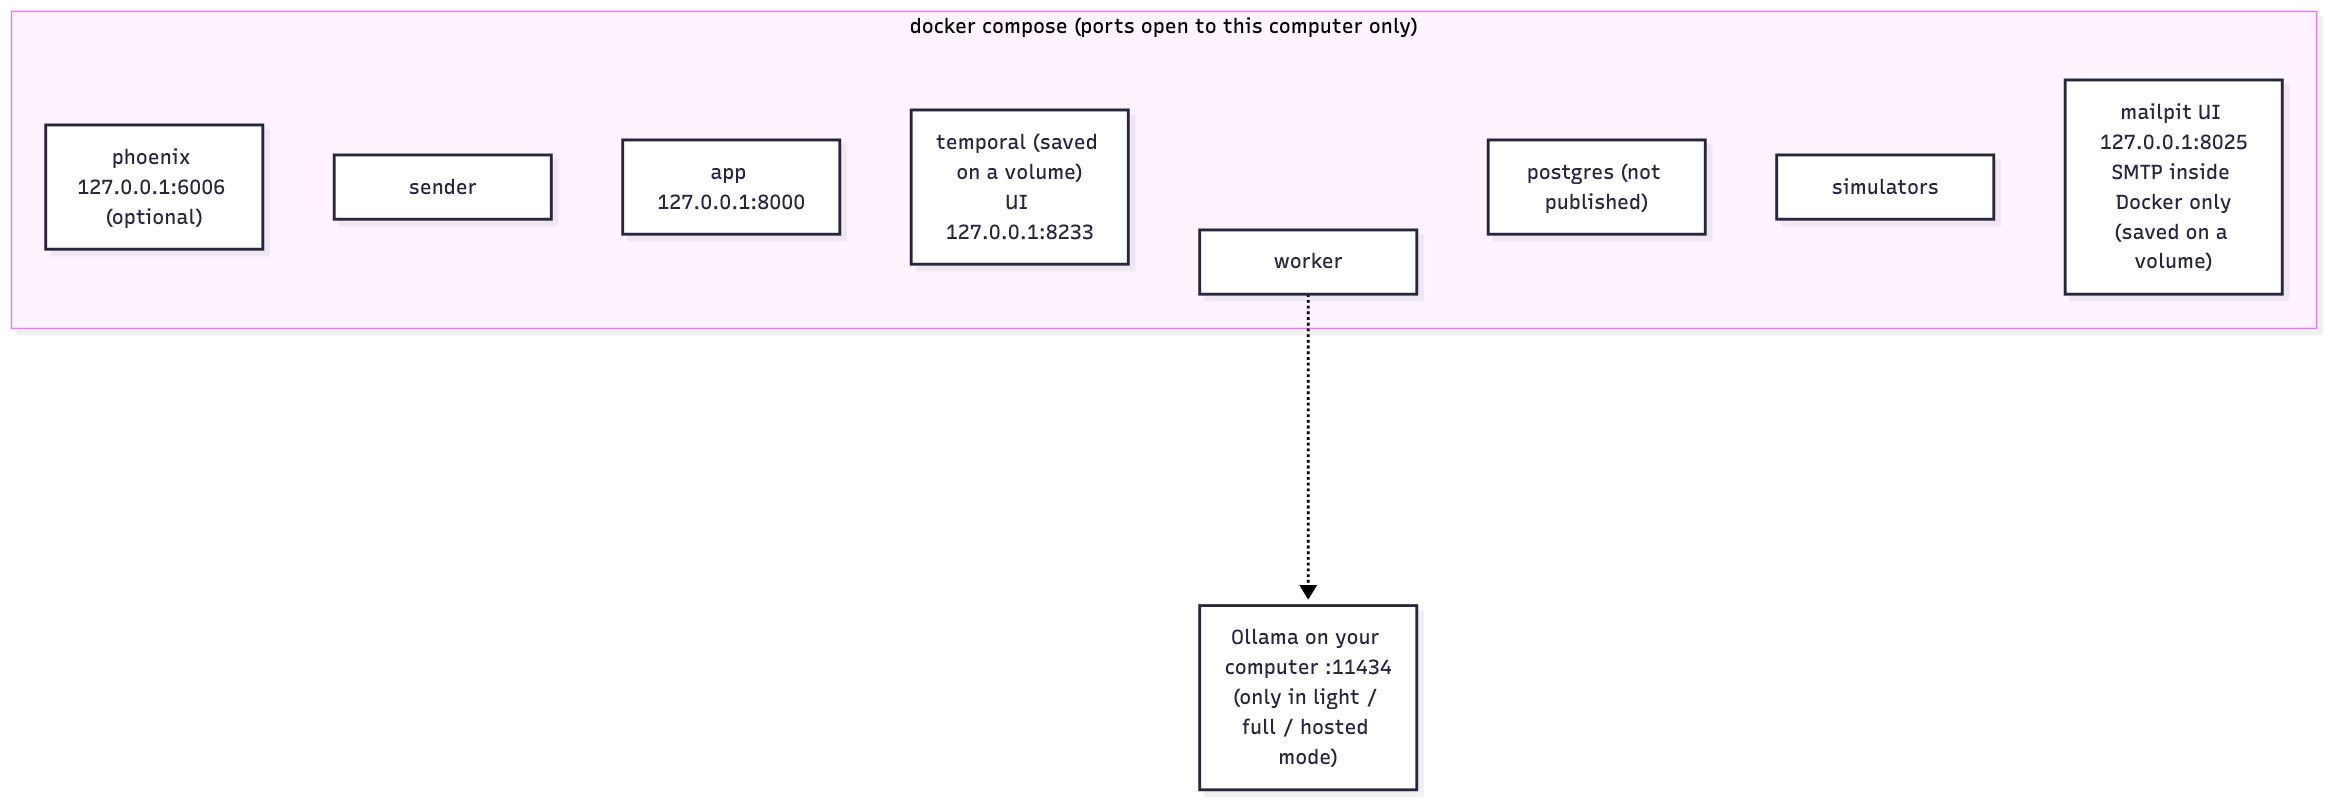 docker compose (ports open to this computer only)
phoenix
127.0.0.1:6006
(optional)
sender
app
127.0.0.1:8000
temporal (saved
on a volume)
UI
127.0.0.1:8233
worker
postgres (not
published)
simulators
mailpit UI
127.0.0.1:8025
SMTP inside
Docker only
(saved on a
volume)
Ollama on your
computer :11434
(only in light /
full / hosted
mode)